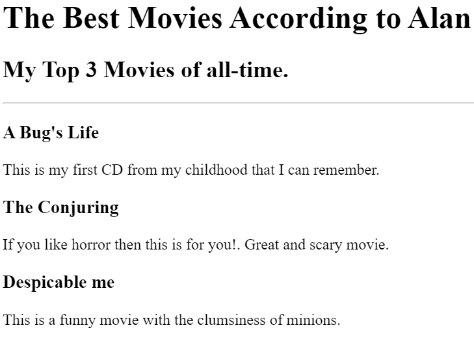 The Best Movies According to Alan
My Top 3 Movies of all-time.
A Bug's Life
This is my first CD from my childhood that I can remember.
The Conjuring
If you like horror then this is for you!. Great and scary movie.
Despicable me
This is a funny movie with the clumsiness of minions.